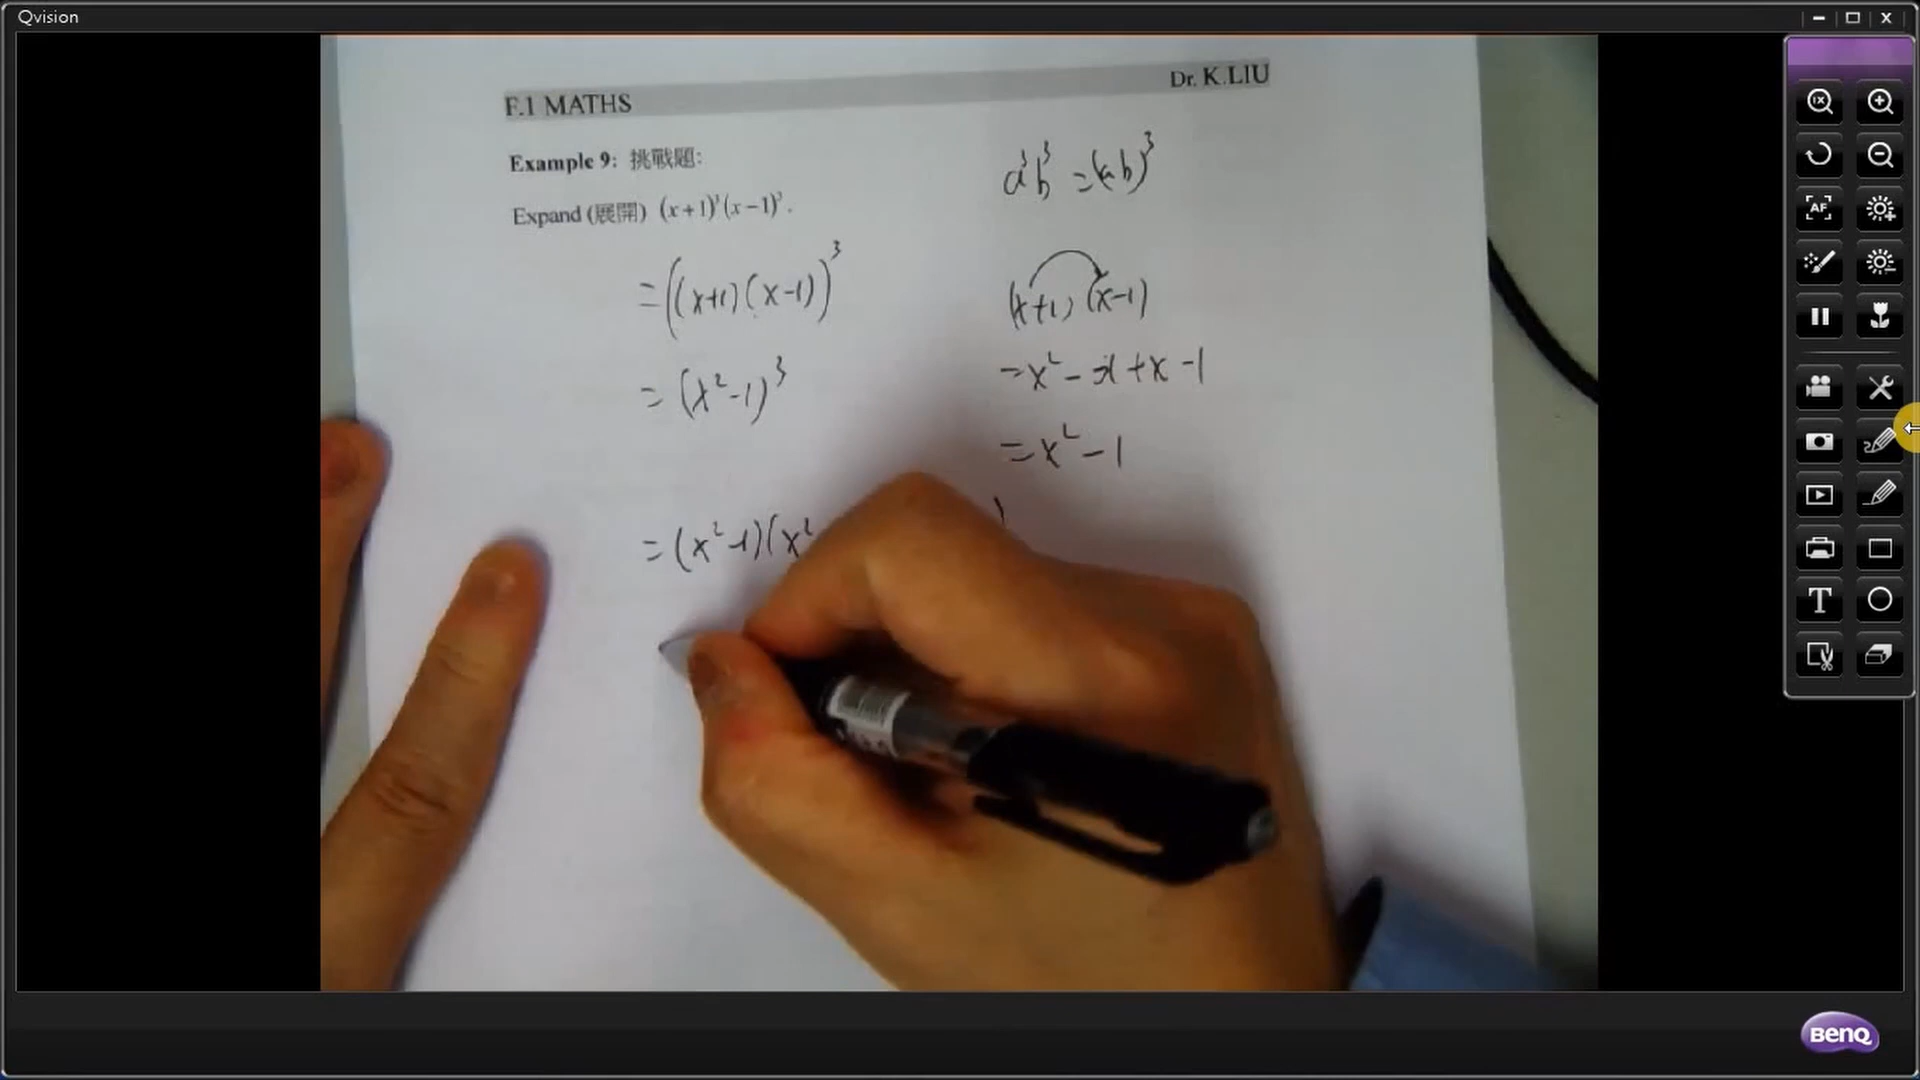 Qvision
F.1 MATHS Dr. K.LIU
Example 9: 挑戰題:
Expand (展開) (x+1)³(x−1)³.
a³b³ =(ab)³
=((x+1)(x-1))³
(x+1)(x-1)
= (x²-1)³
=x²-x+x-1
=x²-1
=(x²-1)(x²
AF
T
BenQ